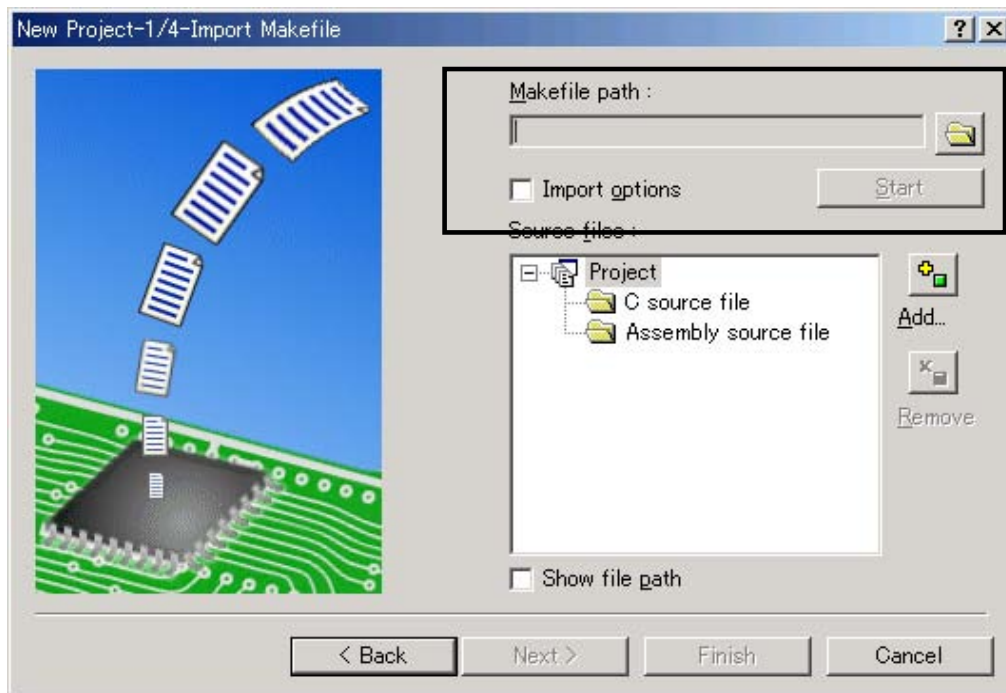 New Project-1/4-Import Makefile
Makefile path :
Import options
Start
Source files :
Project
C source file
Assembly source file
Add...
Remove
Show file path
< Back
Next >
Finish
Cancel